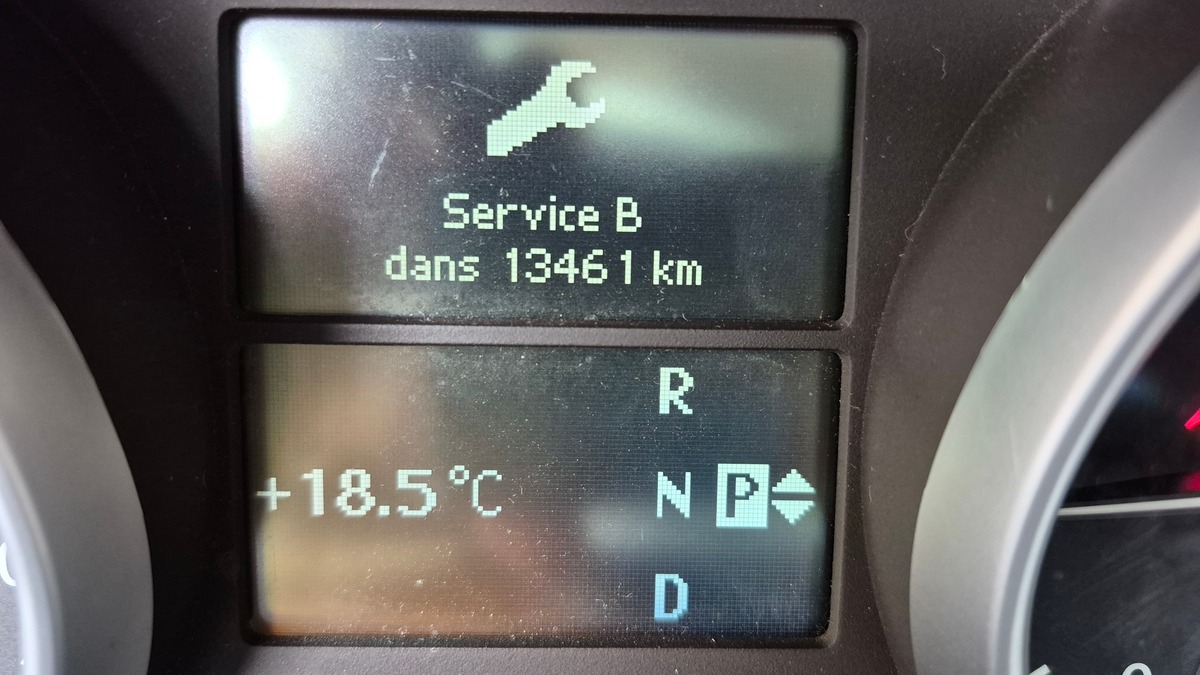 Service B
dans 13461 km
R
+18.5°C N P
D